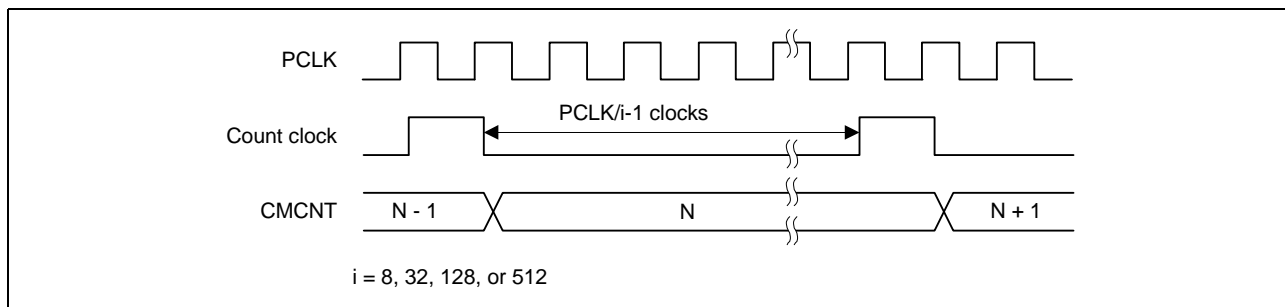 PCLK
PCLK/i-1 clocks
Count clock
CMCNT
N - 1
N
N + 1
i = 8, 32, 128, or 512